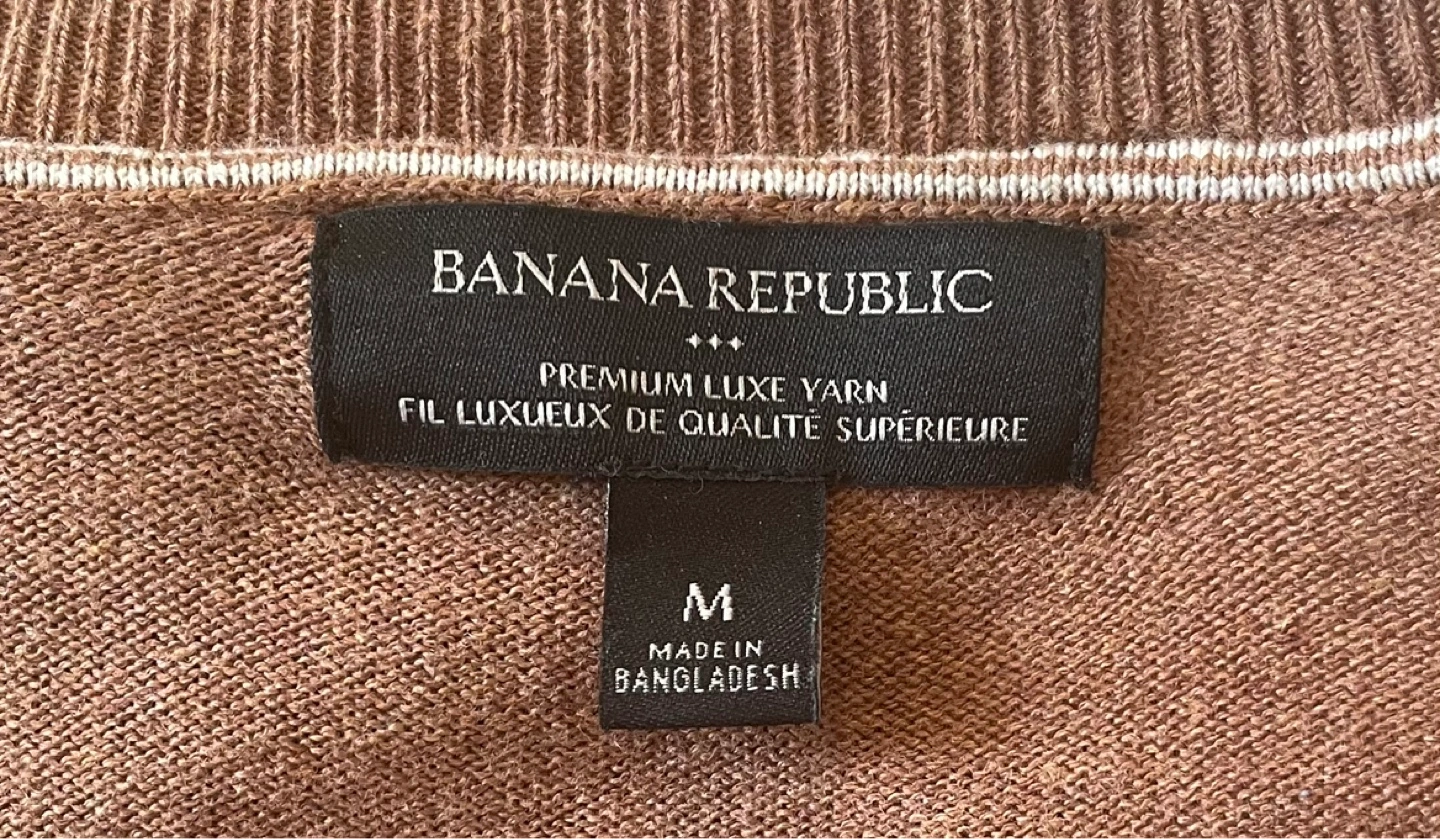 BANANA REPUBLIC
PREMIUM LUXE YARN
FIL LUXUEUX DE QUALITÉ SUPÉRIEURE
M
MADE IN
BANGLADESH